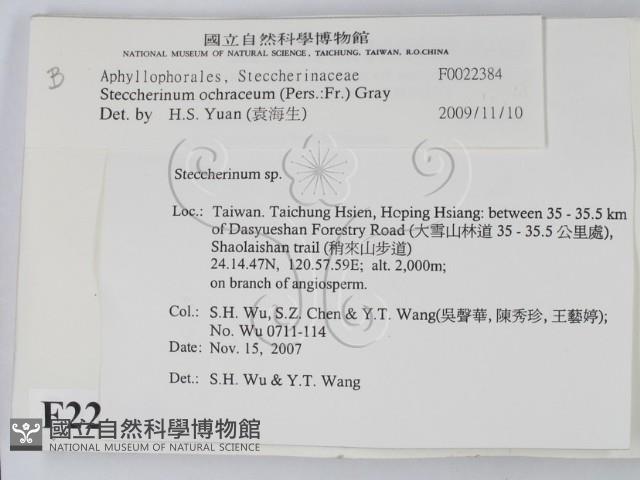 國立自然科學博物館
NATIONAL MUSEUM OF NATURAL SCIENCE, TAICHUNG, TAIWAN, R.O.CHINA
B
Aphyllophorales, Steccherinaceae F0022384
Steccherinum ochraceum (Pers.:Fr.) Gray
Det. by H.S. Yuan (袁海生) 2009/11/10
Steccherinum sp.
Loc.: Taiwan. Taichung Hsien, Hoping Hsiang: between 35 - 35.5 km
of Dasyueshan Forestry Road (大雪山林道 35 - 35.5 公里處),
Shaolaishan trail (稍來山步道)
24.14.47N, 120.57.59E; alt. 2,000m;
on branch of angiosperm.
Col.: S.H. Wu, S.Z. Chen & Y.T. Wang(吳聲華, 陳秀珍, 王藝婷);
No. Wu 0711-114
Date: Nov. 15, 2007
Det.: S.H. Wu & Y.T. Wang
F22
國立自然科學博物館
NATIONAL MUSEUM OF NATURAL SCIENCE